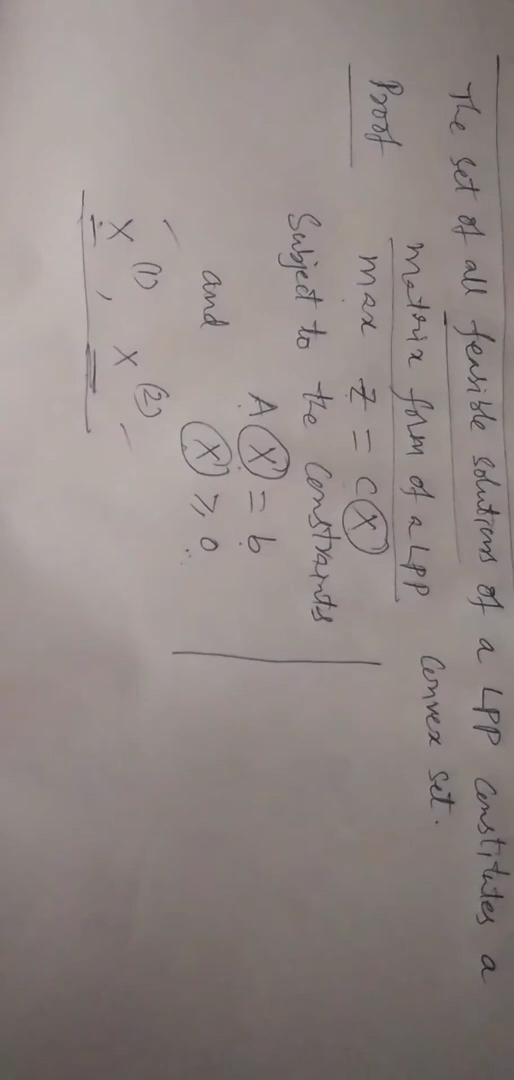 The set of all feasible solutions of a LPP constitutes a
convex set.
Proof
matrix form of a LPP
max Z = CX
Subject to the constraints
AX = b
and X ≥ 0
X⁽¹⁾, X⁽²⁾